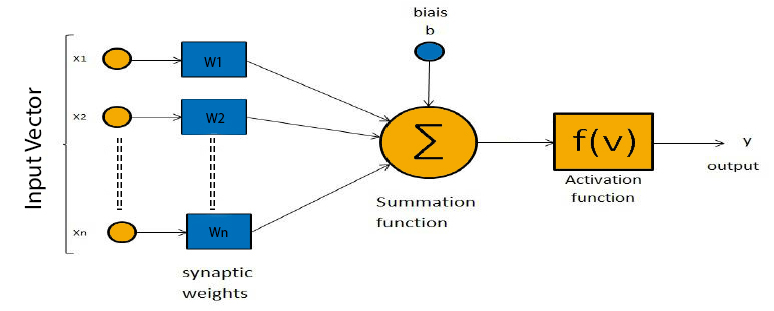 biais
b
x1
W1
x2
W2
Input Vector
Σ
f(v)
y
output
Activation
function
Summation
function
xn
Wn
synaptic
weights